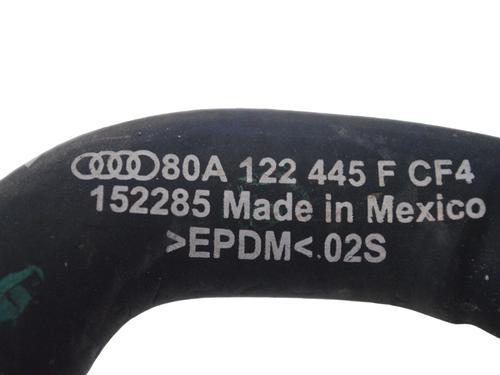 80A 122 445 F CF4
152285 Made in Mexico
>EPDM<.02S